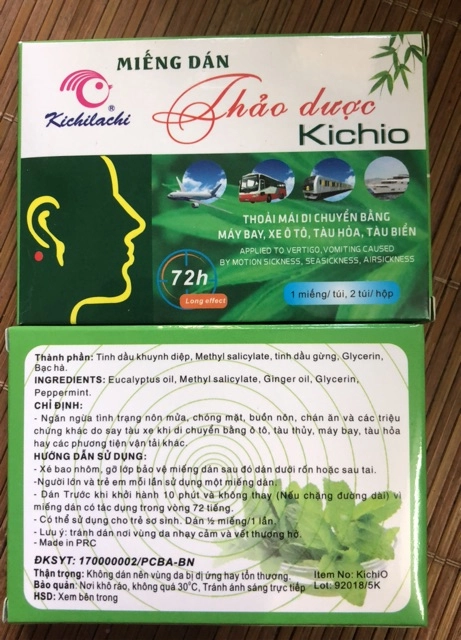 MIẾNG DÁN
Kichilachi ®
Thảo dược
Kichio
THOẢI MÁI DI CHUYỂN BẰNG
MÁY BAY, XE Ô TÔ, TÀU HỎA, TÀU BIỂN
APPLIED TO VERTIGO, VOMITING CAUSED
BY MOTION SICKNESS, SEASICKNESS, AIRSICKNESS
72h
Long effect
1 miếng/ túi, 2 túi/ hộp
Thành phần: Tinh dầu khuynh diệp, Methyl salicylate, tinh dầu gừng, Glycerin,
Bạc hà.
INGREDIENTS: Eucalyptus oil, Methyl salicylate, Ginger oil, Glycerin,
Peppermint.
CHỈ ĐỊNH:
- Ngăn ngừa tình trạng nôn mửa, chóng mặt, buồn nôn, chán ăn và các triệu
chứng khác do say tàu xe khi di chuyển bằng ô tô, tàu thủy, máy bay, tàu hỏa
hay các phương tiện vận tải khác.
HƯỚNG DẪN SỬ DỤNG:
- Xé bao nhôm, gỡ lớp bảo vệ miếng dán sau đó dán dưới rốn hoặc sau tai.
-Người lớn và trẻ em mỗi lần sử dụng một miếng dán.
- Dán Trước khi khởi hành 10 phút và không thay (Nếu chặng đường dài) vì
miếng dán có tác dụng trong vòng 72 tiếng.
- Có thể sử dụng cho trẻ sơ sinh. Dán ½ miếng/1 lần.
- Lưu ý: tránh dán nơi vùng da nhạy cảm và vết thương hở.
- Made in PRC
ĐKSYT: 170000002/PCBA-BN
Thận trọng: Không dán nên vùng da bị dị ứng hay tổn thương.
Bảo quản: Nơi khô ráo, không quá 30°C, Tránh ánh sáng trực tiếp
HSD: Xem bên trong
Item No: KichiO
Lot: 92018/5K